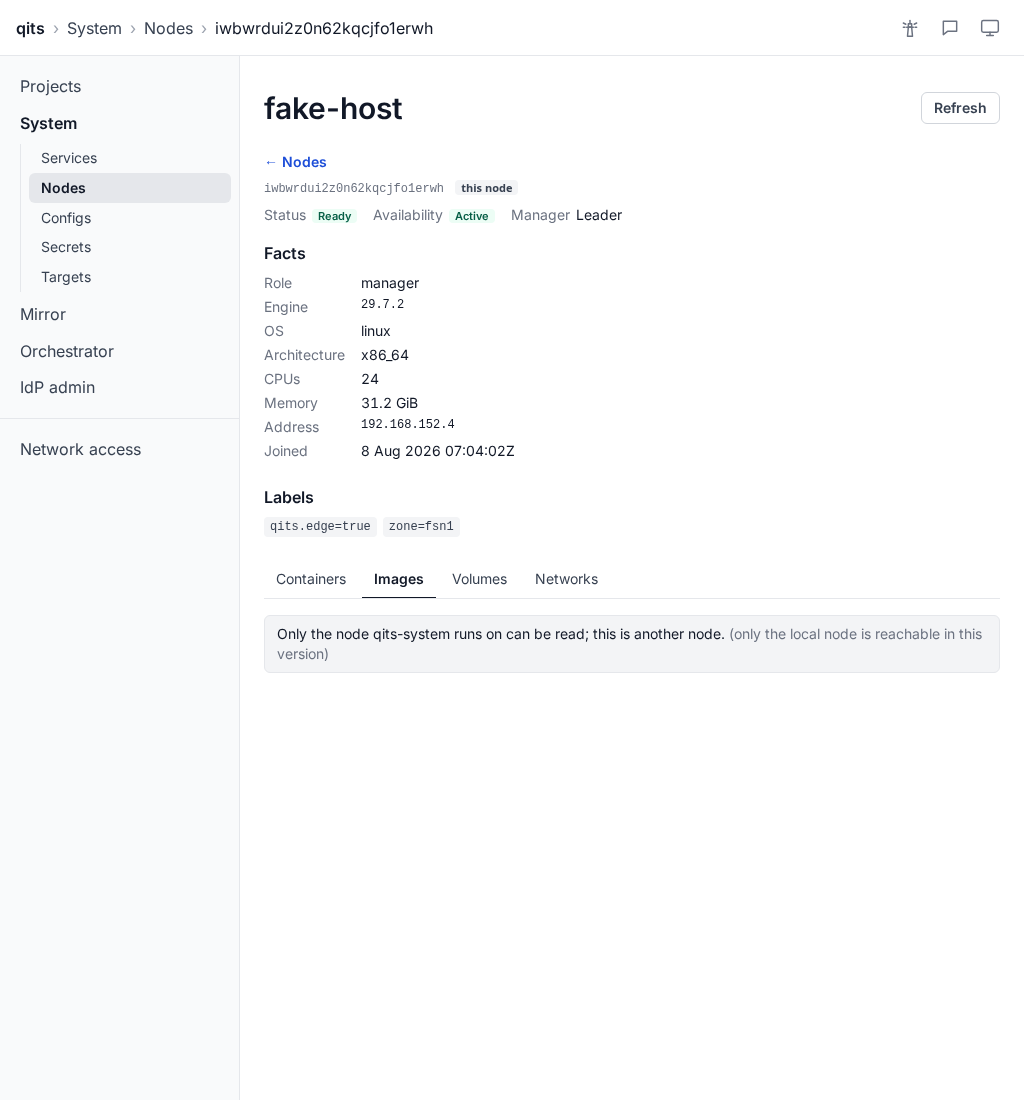 qits › System › Nodes › iwbwrdui2z0n62kqcjfo1erwh
Projects
System
Services
Nodes
Configs
Secrets
Targets
Mirror
Orchestrator
IdP admin
Network access
fake-host
Refresh
← Nodes
iwbwrdui2z0n62kqcjfo1erwh this node
Status Ready Availability Active Manager Leader
Facts
Role manager
Engine 29.7.2
OS linux
Architecture x86_64
CPUs 24
Memory 31.2 GiB
Address 192.168.152.4
Joined 8 Aug 2026 07:04:02Z
Labels
qits.edge=true zone=fsn1
Containers Images Volumes Networks
Only the node qits-system runs on can be read; this is another node. (only the local node is reachable in this
version)